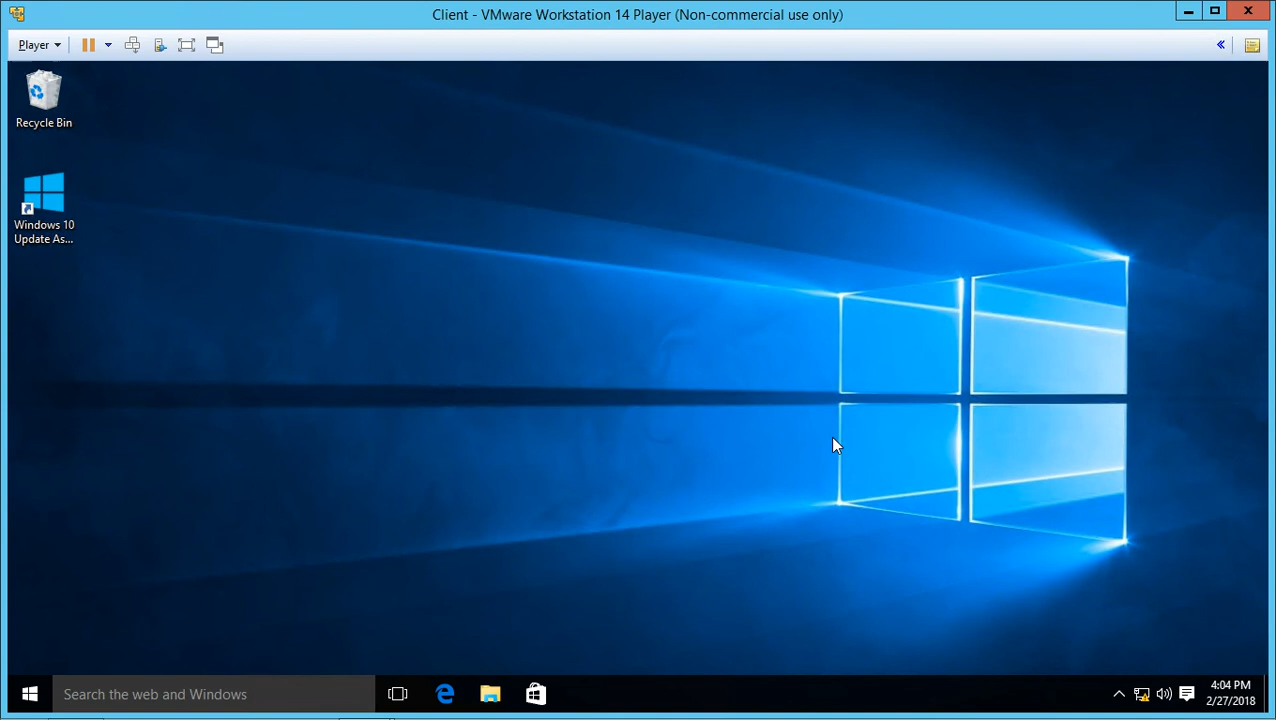 Client - VMware Workstation 14 Player (Non-commercial use only)
Player
Recycle Bin
Windows 10
Update As...
Search the web and Windows
4:04 PM
2/27/2018